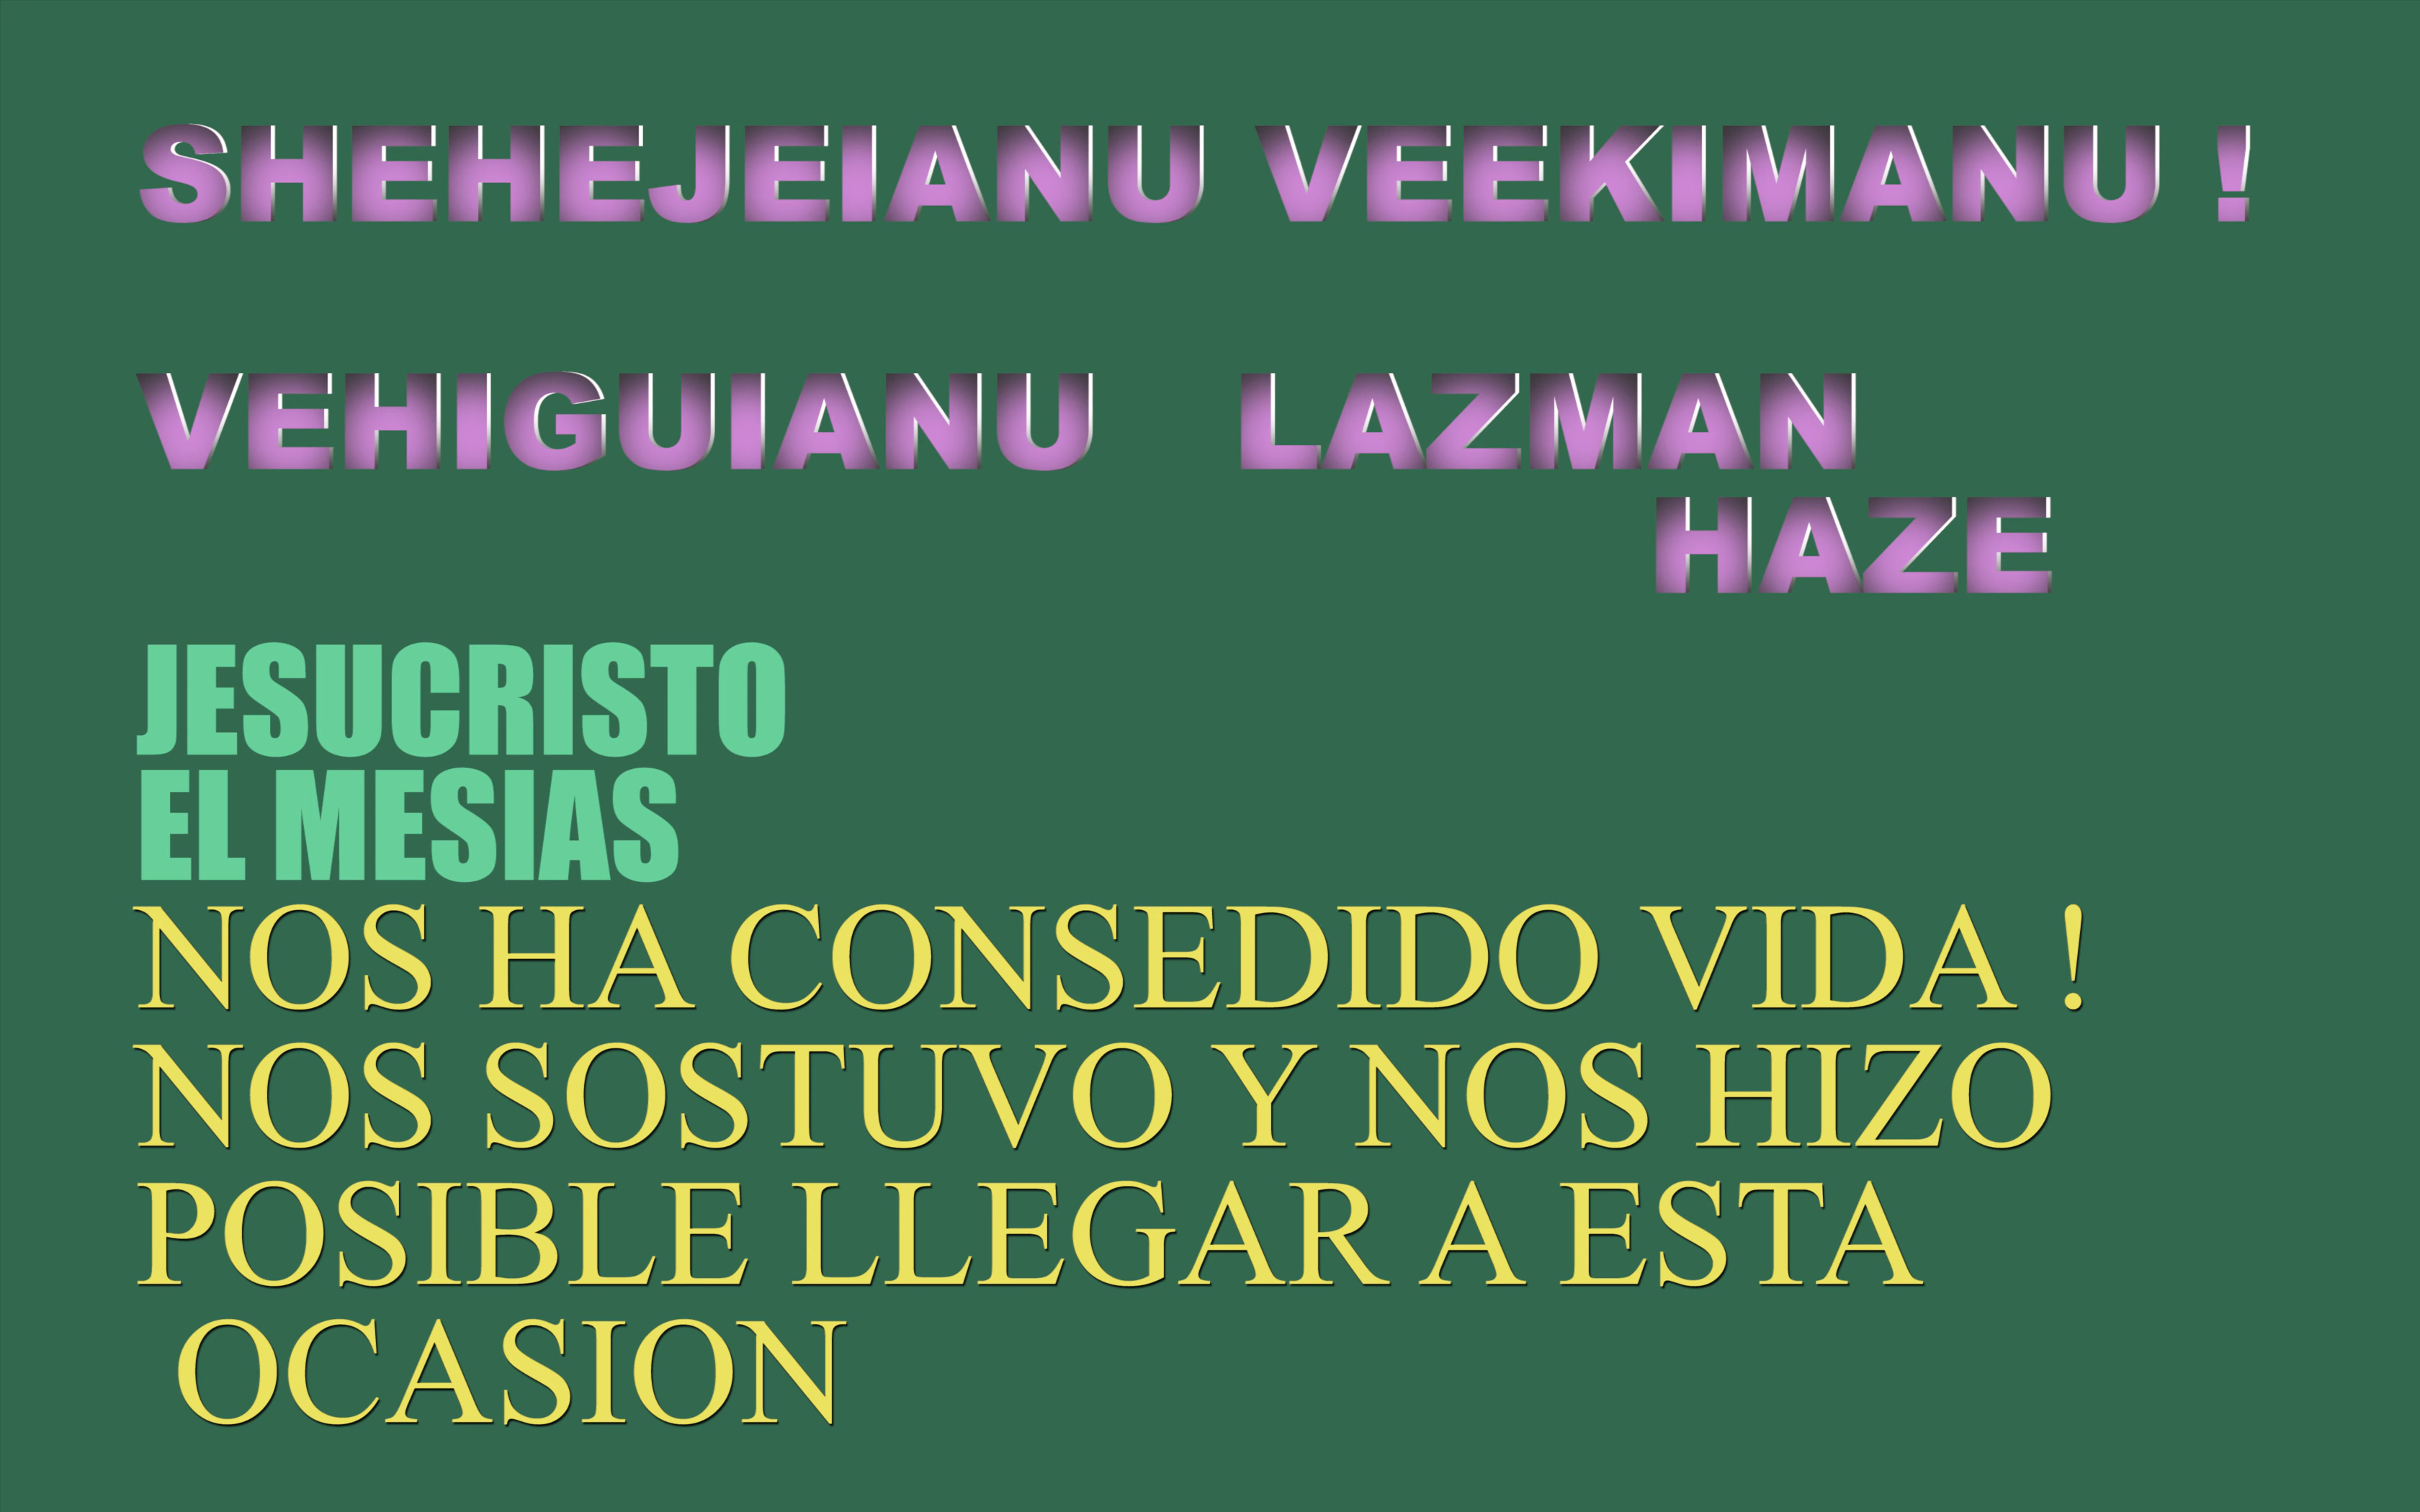 SHEHEJEIANU VEEKIMANU !
VEHIGUIANU LAZMAN
HAZE
JESUCRISTO
EL MESIAS
NOS HA CONSEDIDO VIDA !
NOS SOSTUVO Y NOS HIZO
POSIBLE LLEGAR A ESTA
OCASION